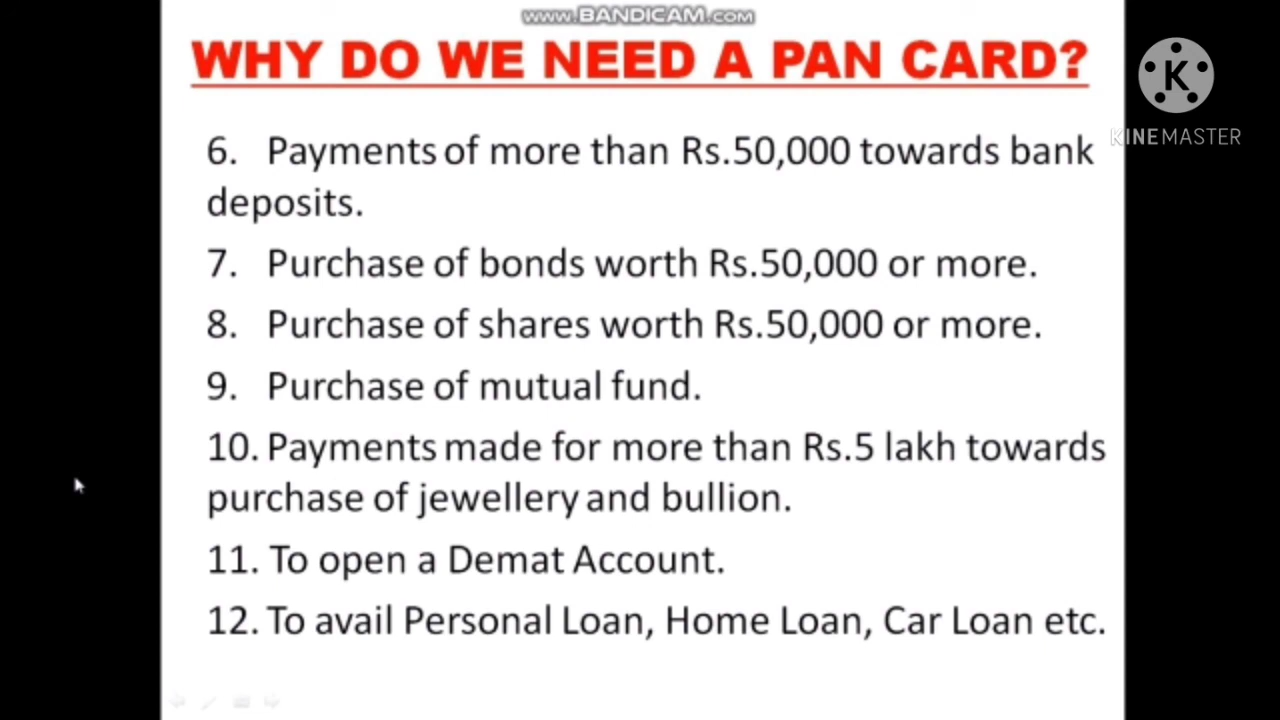 www.BANDICAM.com
WHY DO WE NEED A PAN CARD?
K
KINEMASTER
6. Payments of more than Rs.50,000 towards bank
deposits.
7. Purchase of bonds worth Rs.50,000 or more.
8. Purchase of shares worth Rs.50,000 or more.
9. Purchase of mutual fund.
10. Payments made for more than Rs.5 lakh towards
purchase of jewellery and bullion.
11. To open a Demat Account.
12. To avail Personal Loan, Home Loan, Car Loan etc.